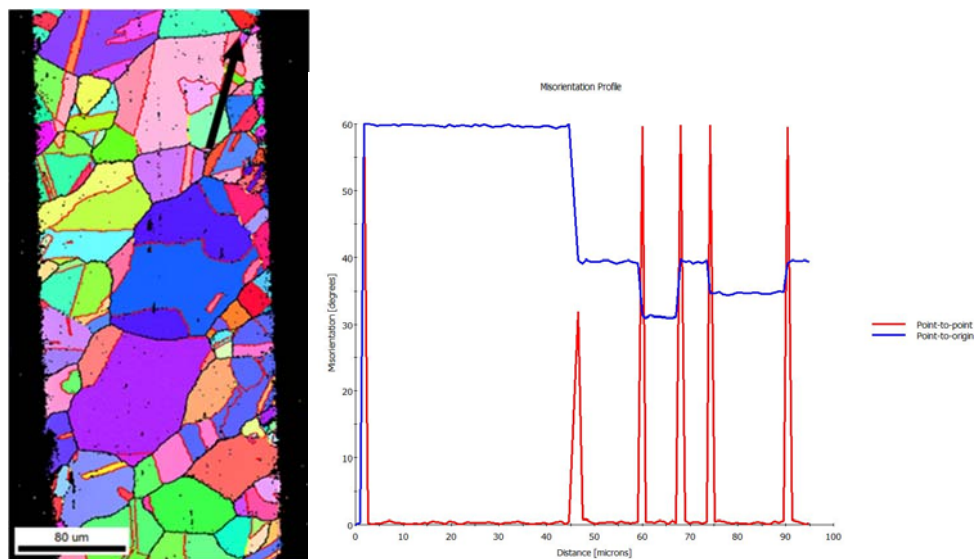 80 um
Misorientation Profile
Misorientation [degrees]
60
50
40
30
20
10
0
0 10 20 30 40 50 60 70 80 90 100
Distance [microns]
Point-to-point
Point-to-origin